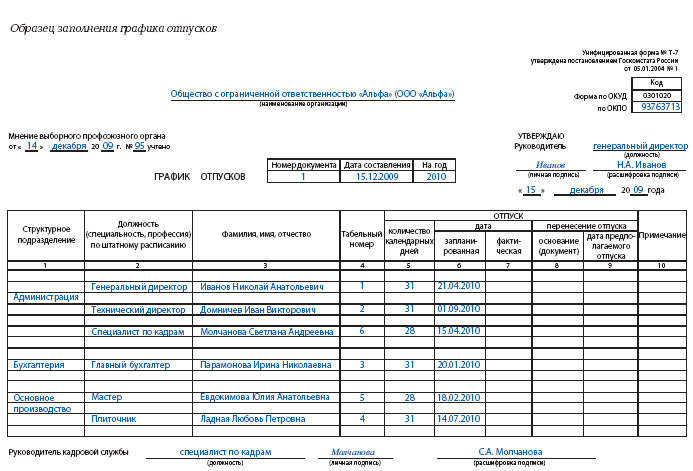 Образец заполнения графика отпусков
Унифицированная форма № Т-7
утверждена постановлением Госкомстата России
от 05.01.2004 № 1
Код
Форма по ОКУД 0301020
по ОКПО 93763713
Общество с ограниченной ответственностью «Альфа» (ООО «Альфа»)
(наименование организации)
Мнение выборного профсоюзного органа
от « 14 » декабря 20 09 г. № 95 учтено
УТВЕРЖДАЮ
Руководитель генеральный директор
(должность)
Иванов Н.А. Иванов
(личная подпись) (расшифровка подписи)
« 15 » декабря 20 09 года
ГРАФИК ОТПУСКОВ
Номер документа Дата составления На год
1 15.12.2009 2010
Структурное подразделение
Должность (специальность, профессия) по штатному расписанию
Фамилия, имя, отчество
Табельный номер
ОТПУСК
количество календарных дней
дата
заплани-рованная
факти-ческая
перенесение отпуска
основание (документ)
дата предпо-лагаемого отпуска
Примечание
1 2 3 4 5 6 7 8 9 10
Генеральный директор Иванов Николай Анатольевич 1 31 21.04.2010
Администрация
Технический директор Домничев Иван Викторович 2 31 01.09.2010
Специалист по кадрам Молчанова Светлана Андреевна 6 28 15.04.2010
Бухгалтерия Главный бухгалтер Парамонова Ирина Николаевна 3 31 20.01.2010
Основное производство Мастер Евдокимова Юлия Анатольевна 5 28 18.02.2010
Плиточник Ладная Любовь Петровна 4 31 14.07.2010
Руководитель кадровой службы специалист по кадрам Молчанова С.А. Молчанова
(должность) (личная подпись) (расшифровка подписи)